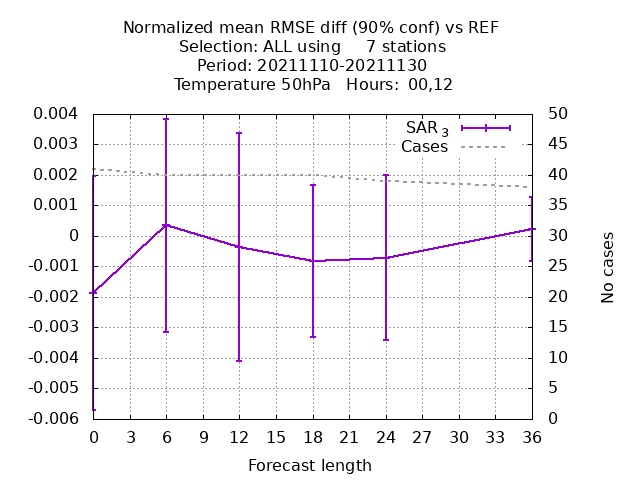 Normalized mean RMSE diff (90% conf) vs REF
Selection: ALL using     7 stations
Period: 20211110-20211130
Temperature 50hPa   Hours:  00,12
0.004
0.003
0.002
0.001
0
-0.001
-0.002
-0.003
-0.004
-0.005
-0.006
SAR 3
Cases
50
45
40
35
30
25
20
15
10
5
0
No cases
0 3 6 9 12 15 18 21 24 27 30 33 36
Forecast length